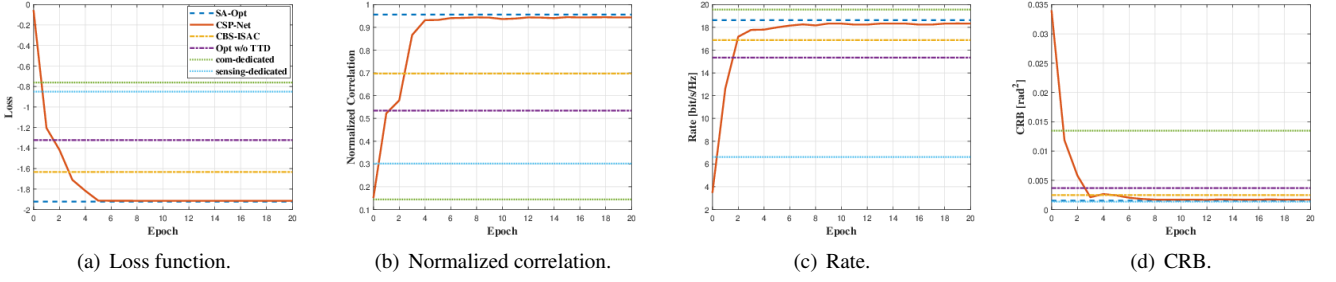 0
-0.2
-0.4
-0.6
-0.8
-1
-1.2
-1.4
-1.6
-1.8
-2
Loss
0 2 4 6 8 10 12 14 16 18 20
Epoch
SA-Opt
CSP-Net
CBS-ISAC
Opt w/o TTD
com-dedicated
sensing-dedicated
(a) Loss function.
1
0.9
0.8
0.7
0.6
0.5
0.4
0.3
0.2
0.1
Normalized Correlation
0 2 4 6 8 10 12 14 16 18 20
Epoch
(b) Normalized correlation.
20
18
16
14
12
10
8
6
4
2
Rate [bit/s/Hz]
0 2 4 6 8 10 12 14 16 18 20
Epoch
(c) Rate.
0.035
0.03
0.025
0.02
0.015
0.01
0.005
0
CRB [rad²]
0 2 4 6 8 10 12 14 16 18 20
Epoch
(d) CRB.